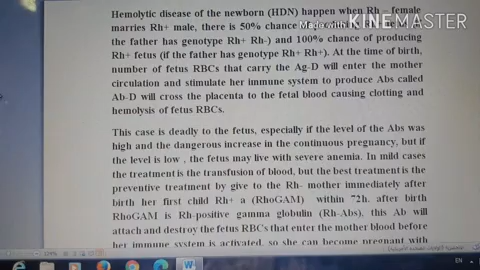 Hemolytic disease of the newborn (HDN) happen when Rh – female
Made with KINEMASTER
marries Rh+ male, there is 50% chance of
the father has genotype Rh+ Rh-) and 100% chance of producing
Rh+ fetus (if the father has genotype Rh+ Rh+). At the time of birth,
number of fetus RBCs that carry the Ag-D will enter the mother
circulation and stimulate her immune system to produce Abs called
Ab-D will cross the placenta to the fetal blood causing clotting and
hemolysis of fetus RBCs.
This case is deadly to the fetus, especially if the level of the Abs was
high and the dangerous increase in the continuous pregnancy, but if
the level is low , the fetus may live with severe anemia. In mild cases
the treatment is the transfusion of blood, but the best treatment is the
preventive treatment by give to the Rh- mother immediately after
birth her first child Rh+ a (RhoGAM) within 72h. after birth
RhoGAM is Rh-positive gamma globulin (Rh-Abs), this Ab will
attach and destroy the fetus RBCs that enter the mother blood before
her immune system is activated, so she can become pregnant with
EN